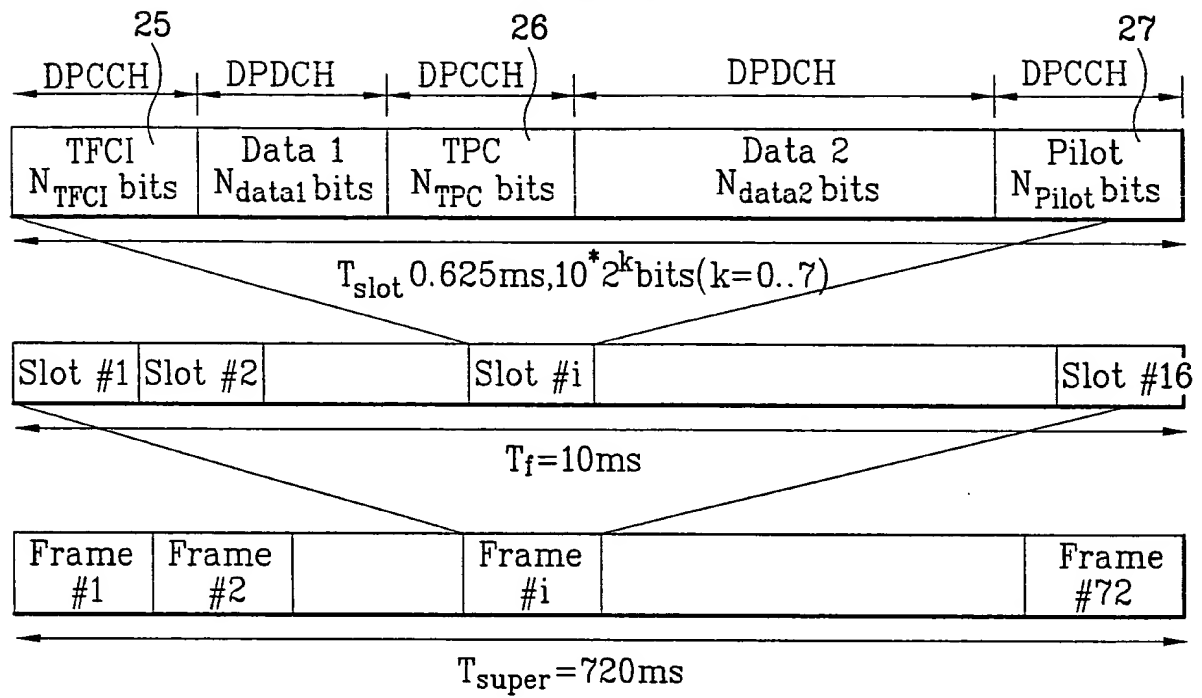 25 26 27
DPCCH DPDCH DPCCH DPDCH DPCCH
TFCI Data 1 TPC Data 2 Pilot
N_TFCI bits N_data1 bits N_TPC bits N_data2 bits N_Pilot bits
T_slot 0.625ms,10*2^k bits(k=0..7)
Slot #1 Slot #2 Slot #i Slot #16
T_f=10ms
Frame Frame Frame Frame
#1 #2 #i #72
T_super=720ms